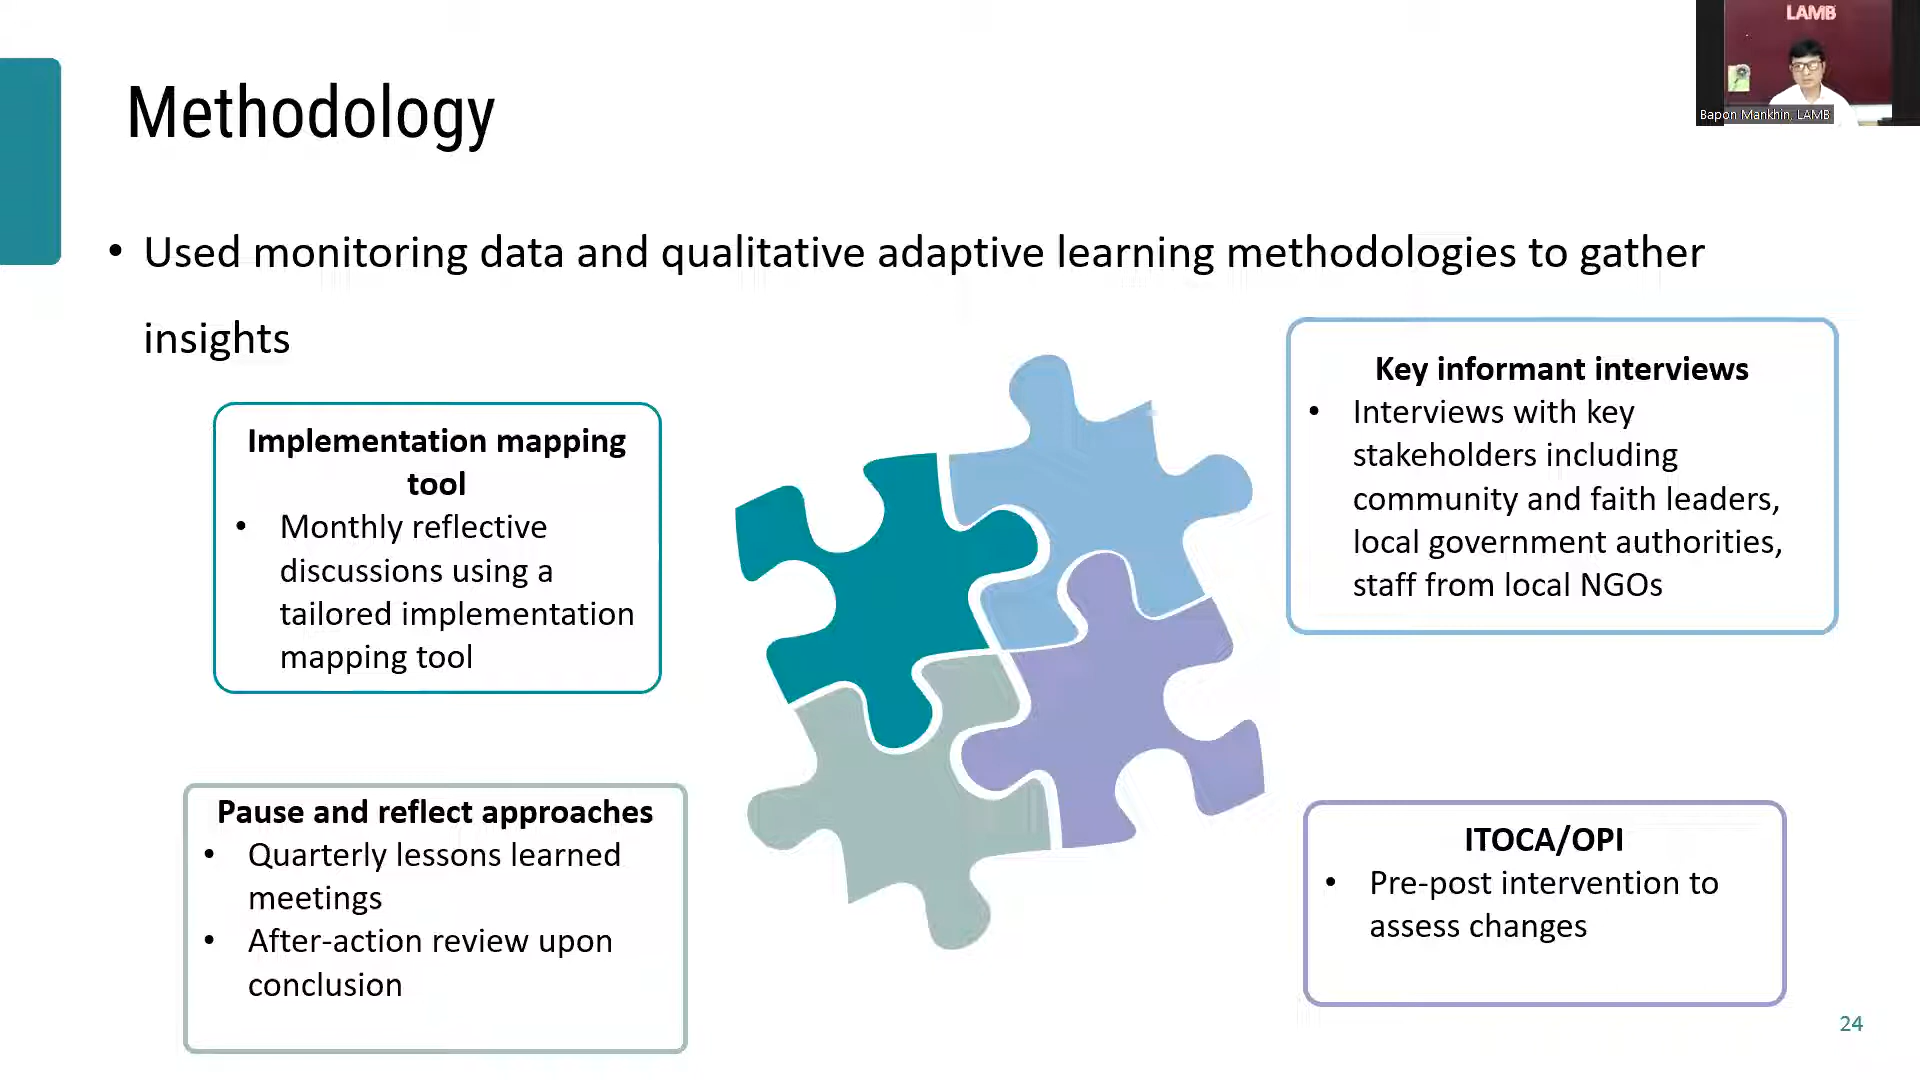 LAMB
Bapon Mankhin, LAMB
Methodology
• Used monitoring data and qualitative adaptive learning methodologies to gather
insights
Implementation mapping
tool
• Monthly reflective
discussions using a
tailored implementation
mapping tool
Key informant interviews
• Interviews with key
stakeholders including
community and faith leaders,
local government authorities,
staff from local NGOs
Pause and reflect approaches
• Quarterly lessons learned
meetings
• After-action review upon
conclusion
ITOCA/OPI
• Pre-post intervention to
assess changes
24